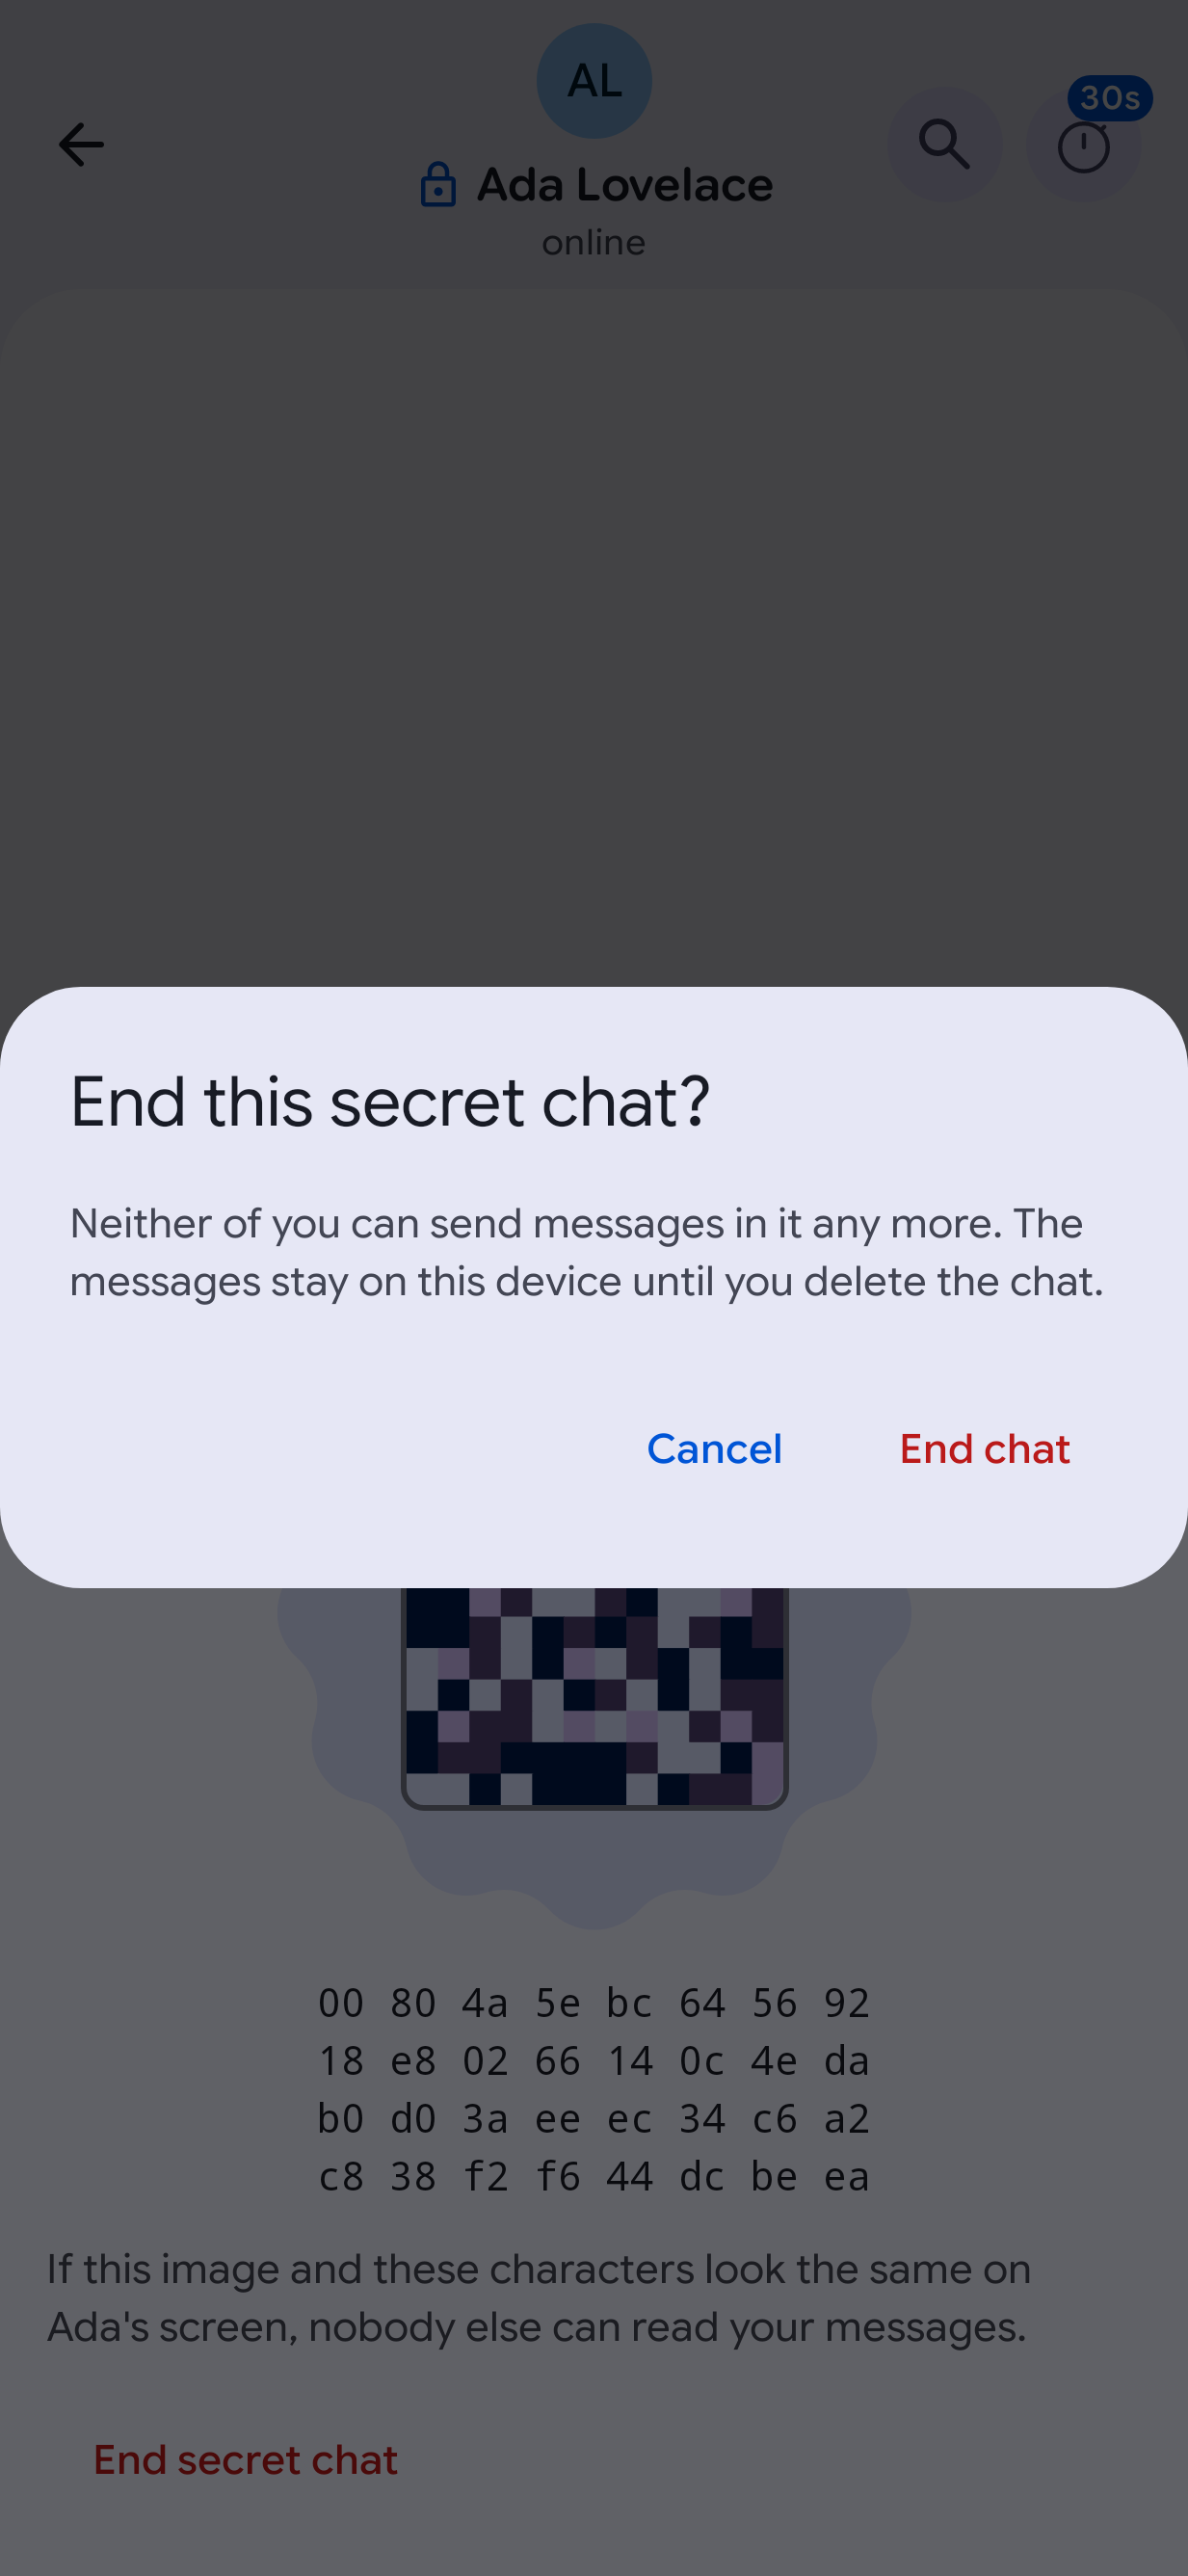 AL
30s
Ada Lovelace
online
End this secret chat?
Neither of you can send messages in it any more. The
messages stay on this device until you delete the chat.
Cancel
End chat
00 80 4a 5e bc 64 56 92
18 e8 02 66 14 0c 4e da
b0 d0 3a ee ec 34 c6 a2
c8 38 f2 f6 44 dc be ea
If this image and these characters look the same on
Ada's screen, nobody else can read your messages.
End secret chat